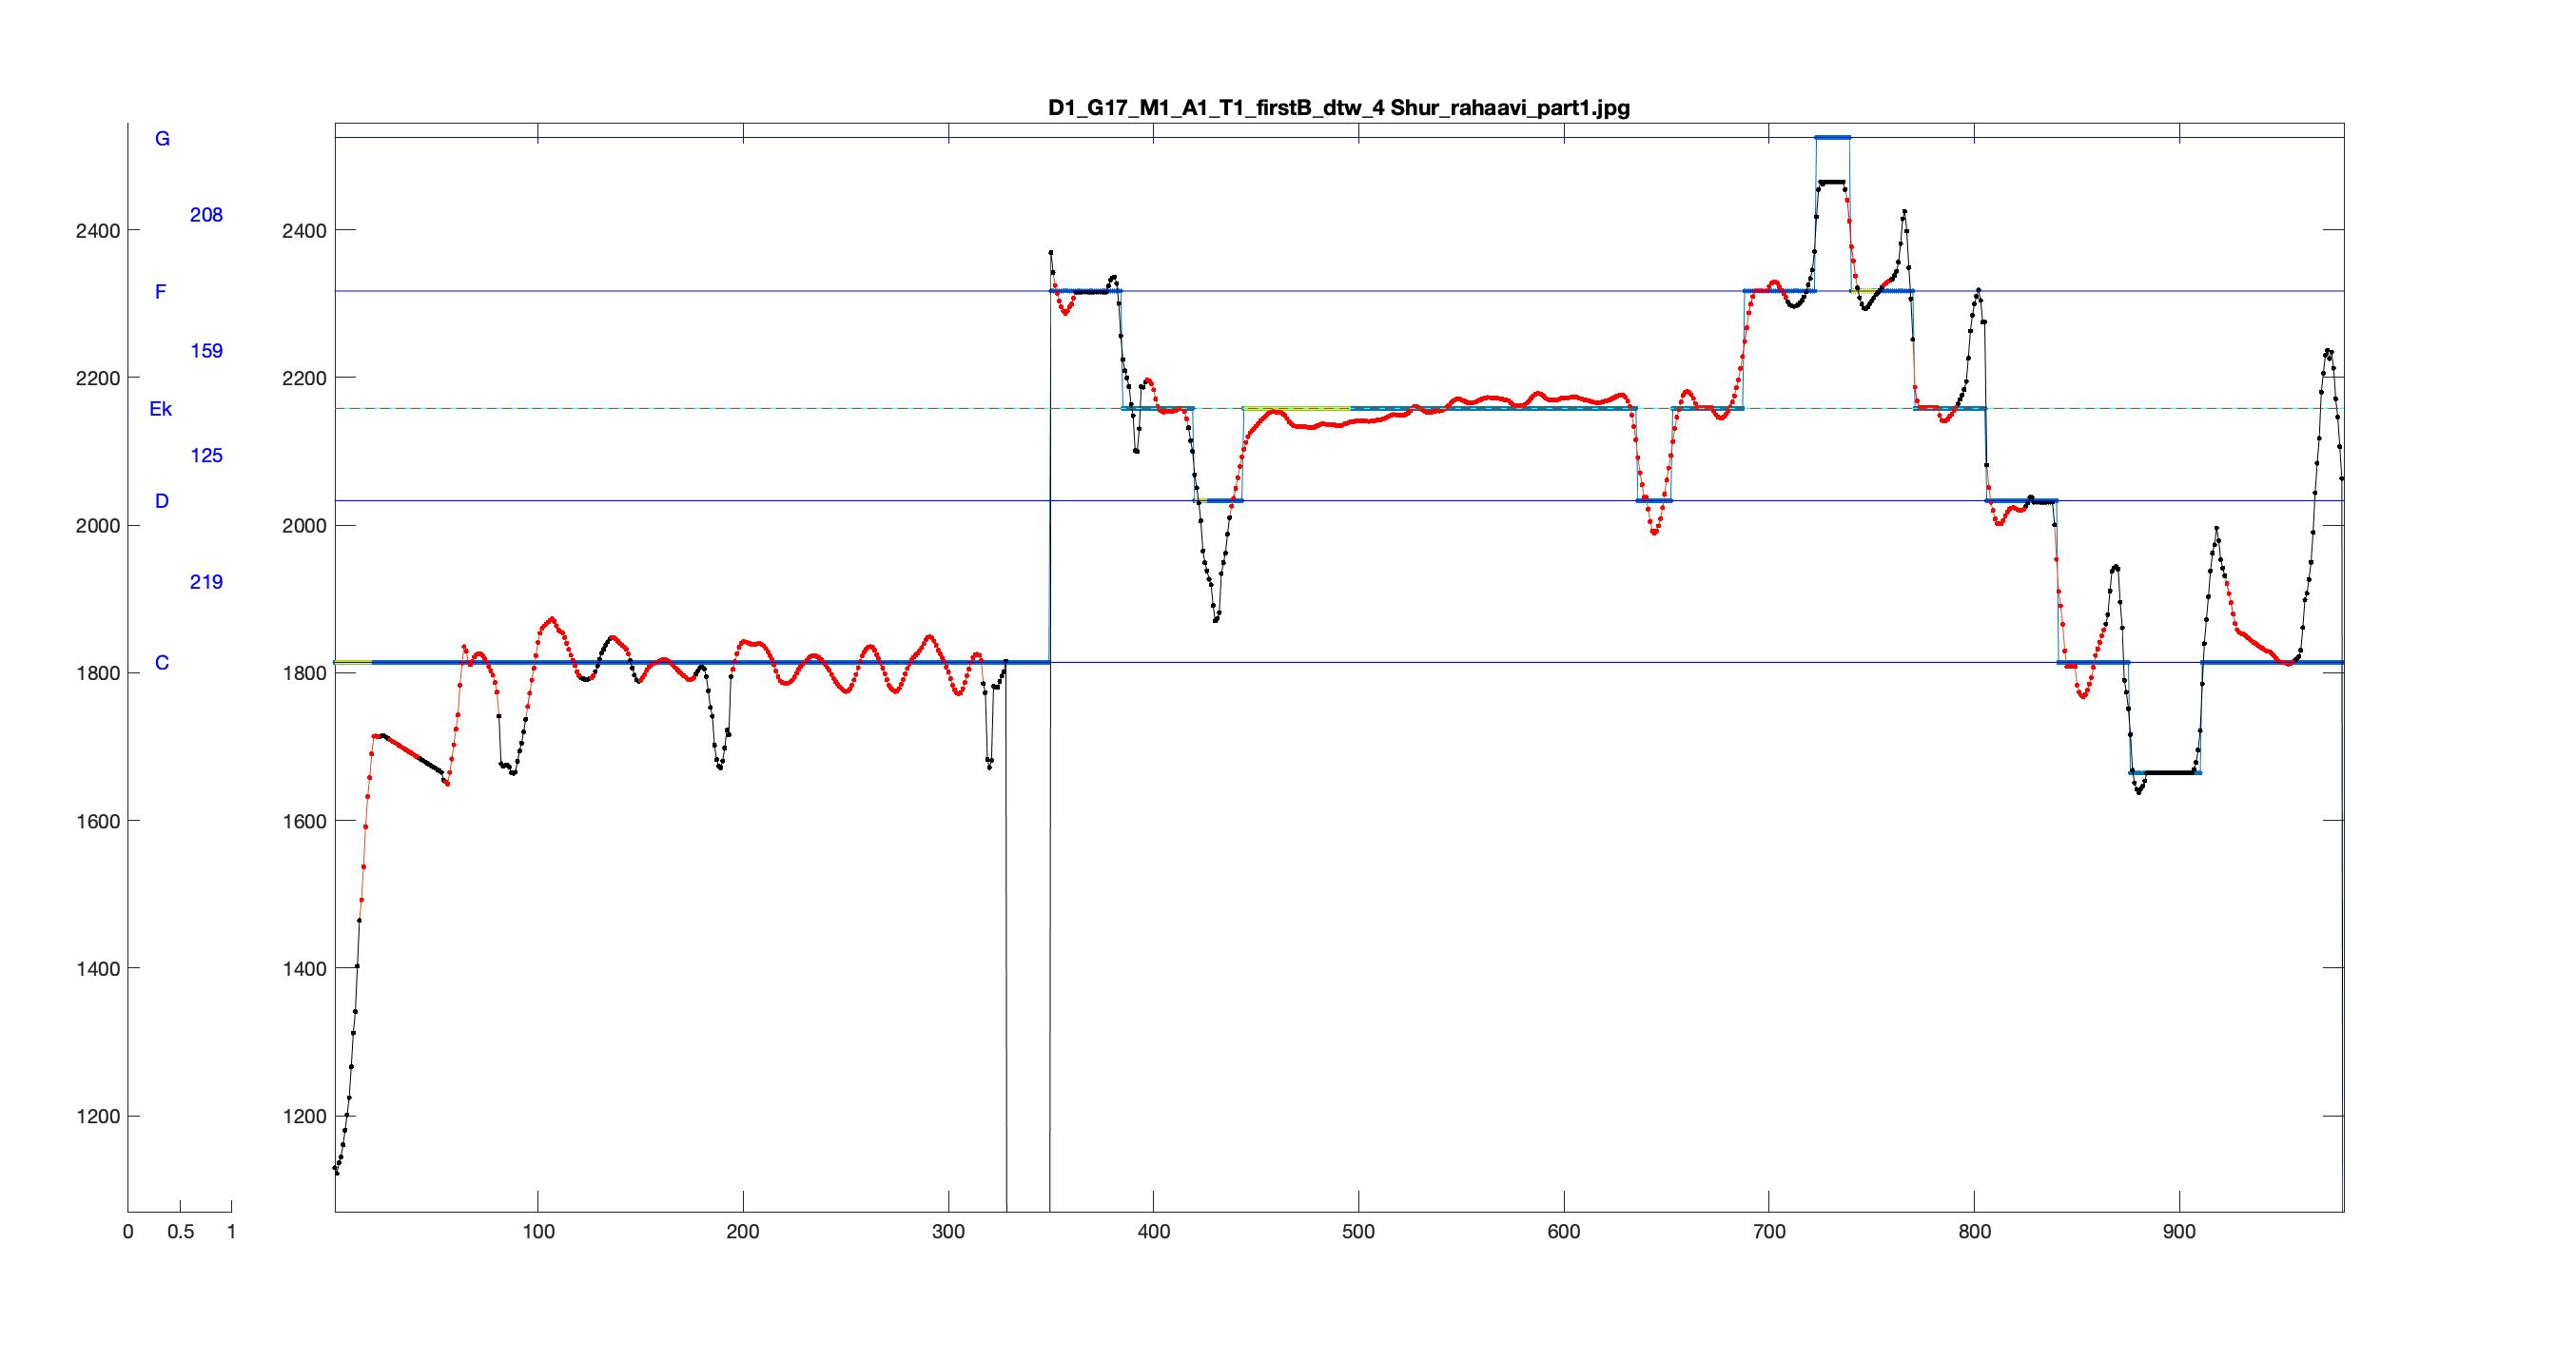 D1_G17_M1_A1_T1_firstB_dtw_4 Shur_rahaavi_part1.jpg
G
208
2400 2400
F
159
2200 2200
Ek
125
D
2000 2000
219
C
1800 1800
1600 1600
1400 1400
1200 1200
0 0.5 1 100 200 300 400 500 600 700 800 900